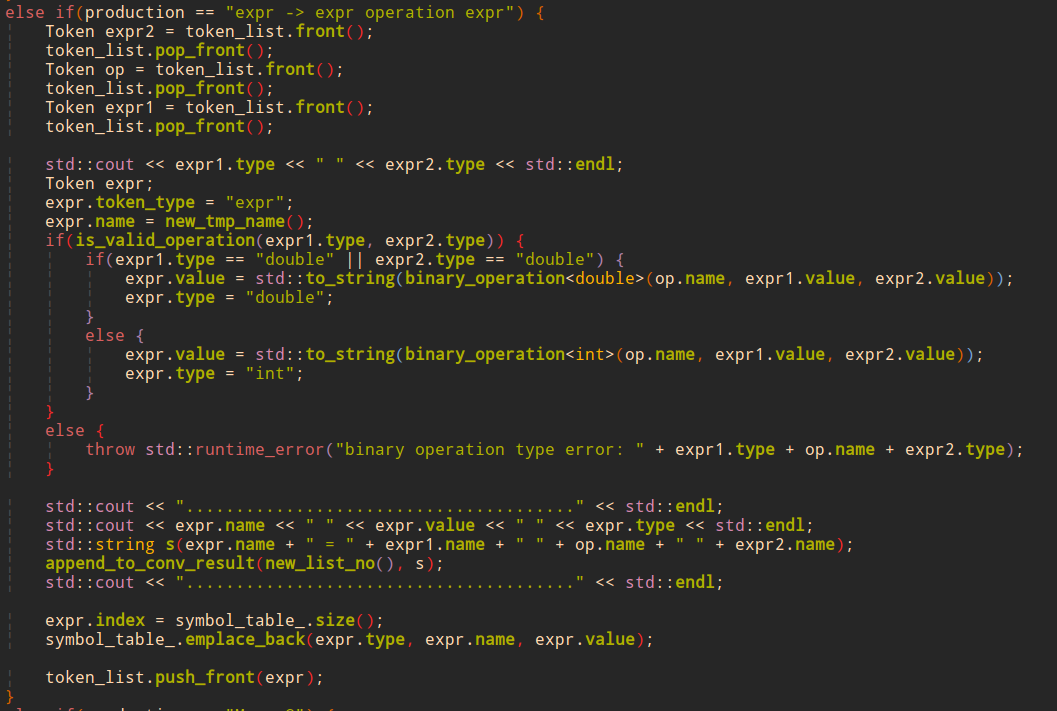 else if(production == "expr -> expr operation expr") {
    Token expr2 = token_list.front();
    token_list.pop_front();
    Token op = token_list.front();
    token_list.pop_front();
    Token expr1 = token_list.front();
    token_list.pop_front();

    std::cout << expr1.type << " " << expr2.type << std::endl;
    Token expr;
    expr.token_type = "expr";
    expr.name = new_tmp_name();
    if(is_valid_operation(expr1.type, expr2.type)) {
        if(expr1.type == "double" || expr2.type == "double") {
            expr.value = std::to_string(binary_operation<double>(op.name, expr1.value, expr2.value));
            expr.type = "double";
        }
        else {
            expr.value = std::to_string(binary_operation<int>(op.name, expr1.value, expr2.value));
            expr.type = "int";
        }
    }
    else {
        throw std::runtime_error("binary operation type error: " + expr1.type + op.name + expr2.type);
    }

    std::cout << "......................................." << std::endl;
    std::cout << expr.name << " " << expr.value << " " << expr.type << std::endl;
    std::string s(expr.name + " = " + expr1.name + " " + op.name + " " + expr2.name);
    append_to_conv_result(new_list_no(), s);
    std::cout << "......................................." << std::endl;

    expr.index = symbol_table_.size();
    symbol_table_.emplace_back(expr.type, expr.name, expr.value);

    token_list.push_front(expr);
}